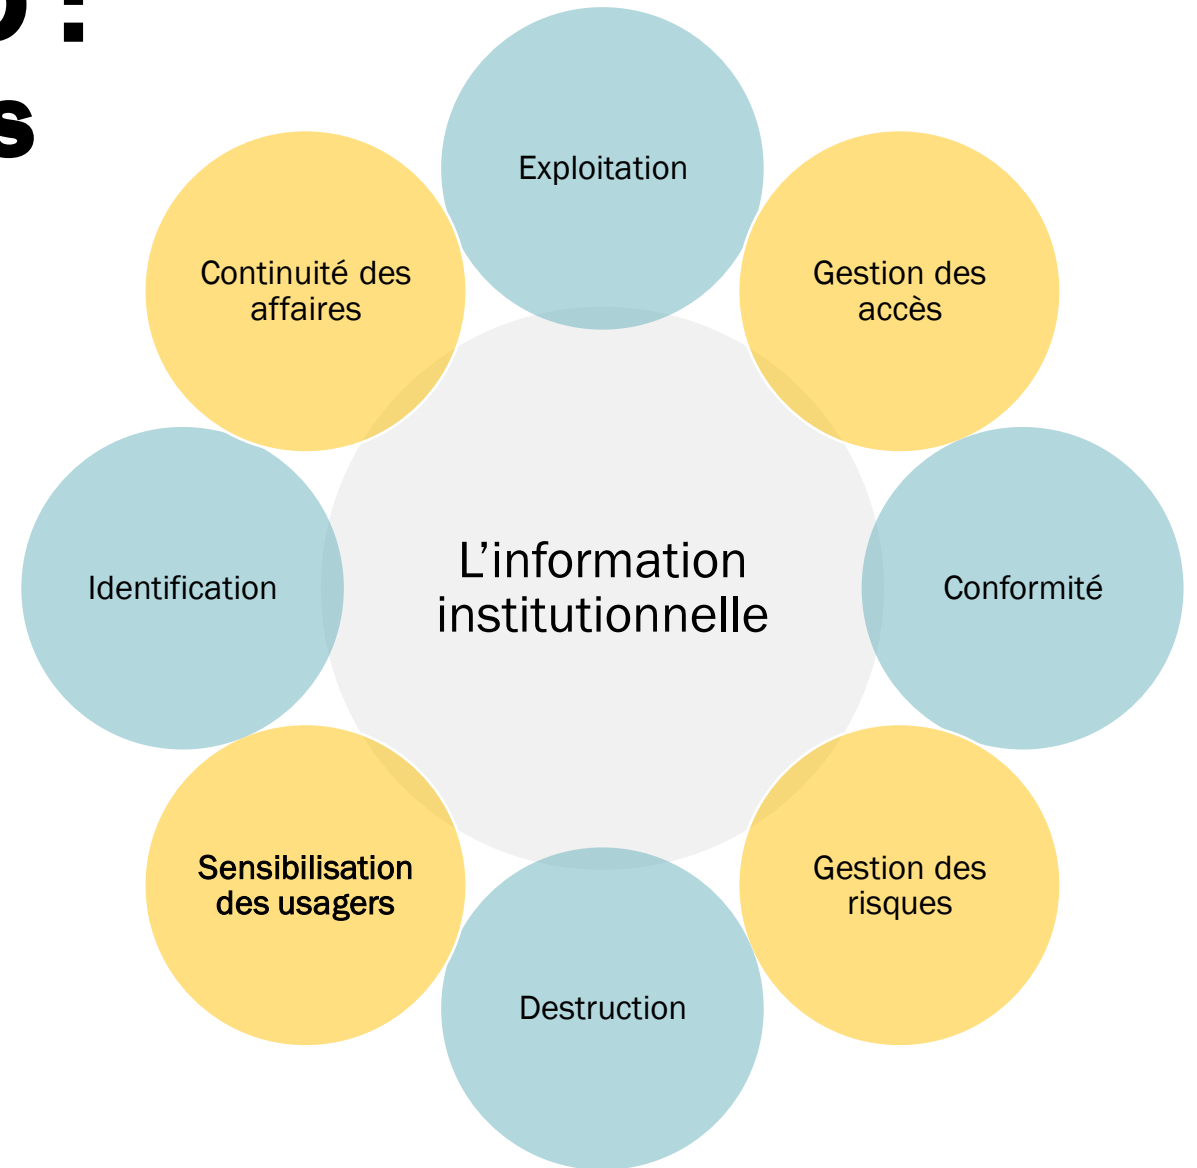 Exploitation
Continuité des
affaires
Gestion des
accès
Identification
L’information
institutionnelle
Conformité
Sensibilisation
des usagers
Gestion des
risques
Destruction